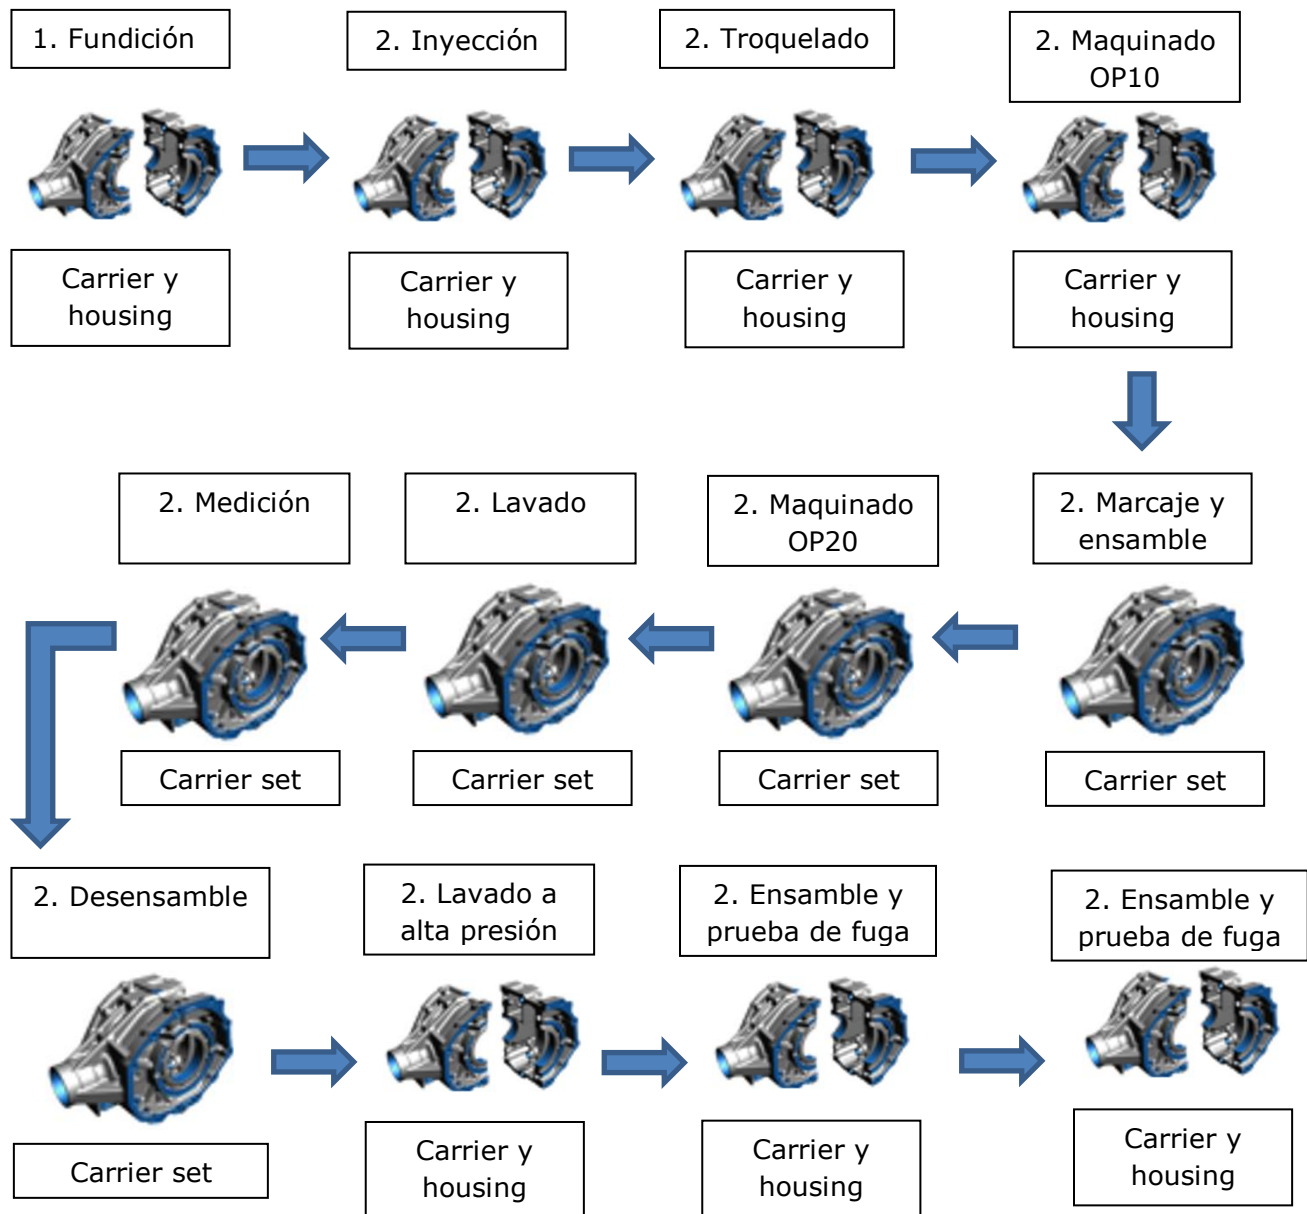 1. Fundición
2. Inyección
2. Troquelado
2. Maquinado
OP10
Carrier y
housing
Carrier y
housing
Carrier y
housing
Carrier y
housing
2. Medición
2. Lavado
2. Maquinado
OP20
2. Marcaje y
ensamble
Carrier set
Carrier set
Carrier set
Carrier set
2. Desensamble
2. Lavado a
alta presión
2. Ensamble y
prueba de fuga
2. Ensamble y
prueba de fuga
Carrier set
Carrier y
housing
Carrier y
housing
Carrier y
housing